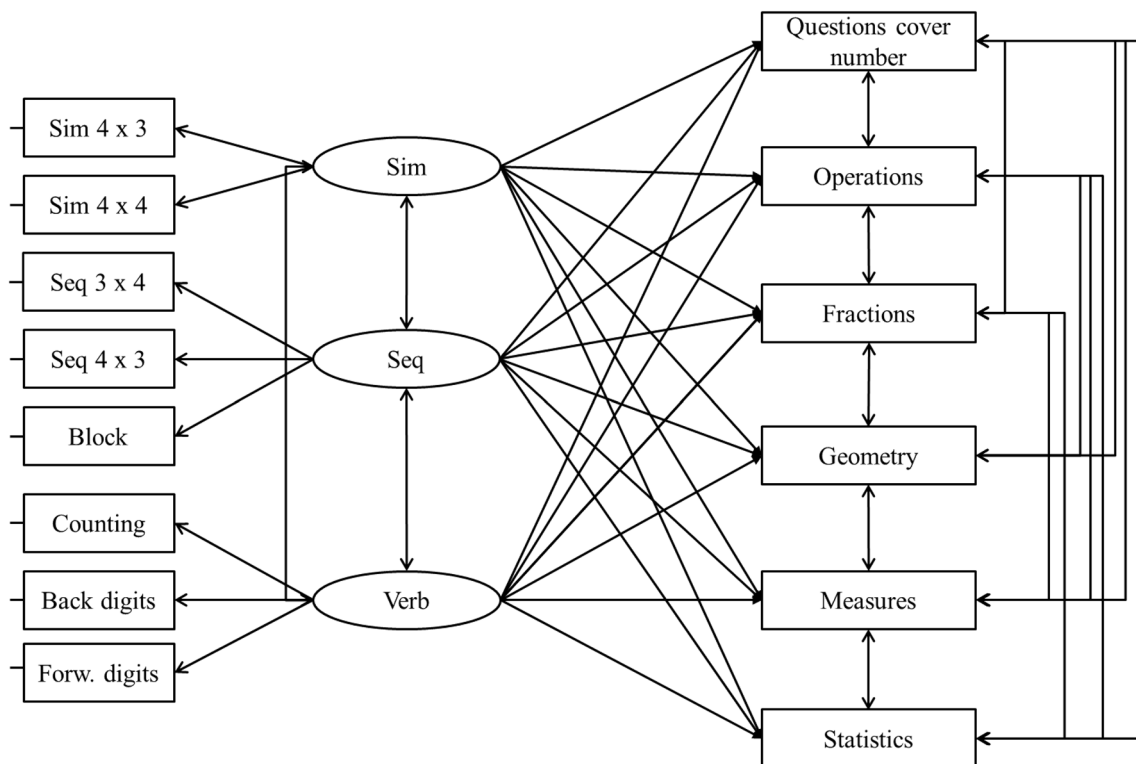 Questions cover
number
Sim 4 x 3
Sim
Operations
Sim 4 x 4
Seq 3 x 4
Fractions
Seq 4 x 3
Seq
Block
Geometry
Counting
Back digits
Verb
Measures
Forw. digits
Statistics